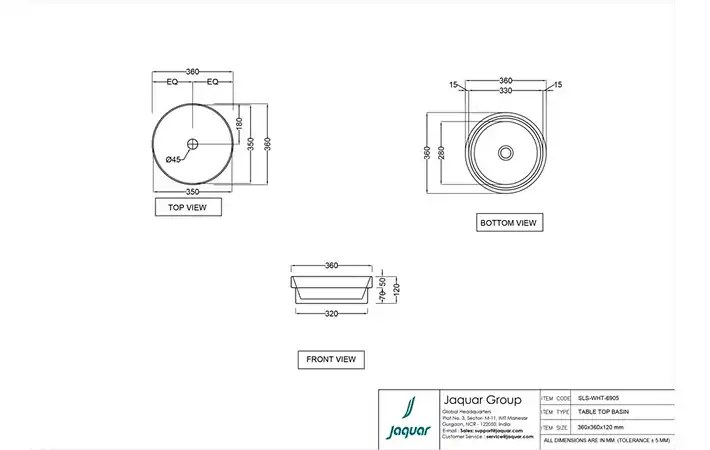 360
EQ EQ
180
350
360
Ø45
350
TOP VIEW
360
15 330 15
360
280
BOTTOM VIEW
360
50
70
120
320
FRONT VIEW
Jaquar
Jaquar Group
Global Headquarters
Plot No. 3, Sector- M-11, IMT Manesar
Gurgaon, NCR - 122050, India
E-mail : Sales: support@jaquar.com
Customer Service : service@jaquar.com
ITEM CODE SLS-WHT-6905
ITEM TYPE TABLE TOP BASIN
ITEM SIZE 360x360x120 mm
ALL DIMENSIONS ARE IN MM. (TOLERANCE ± 5 MM)